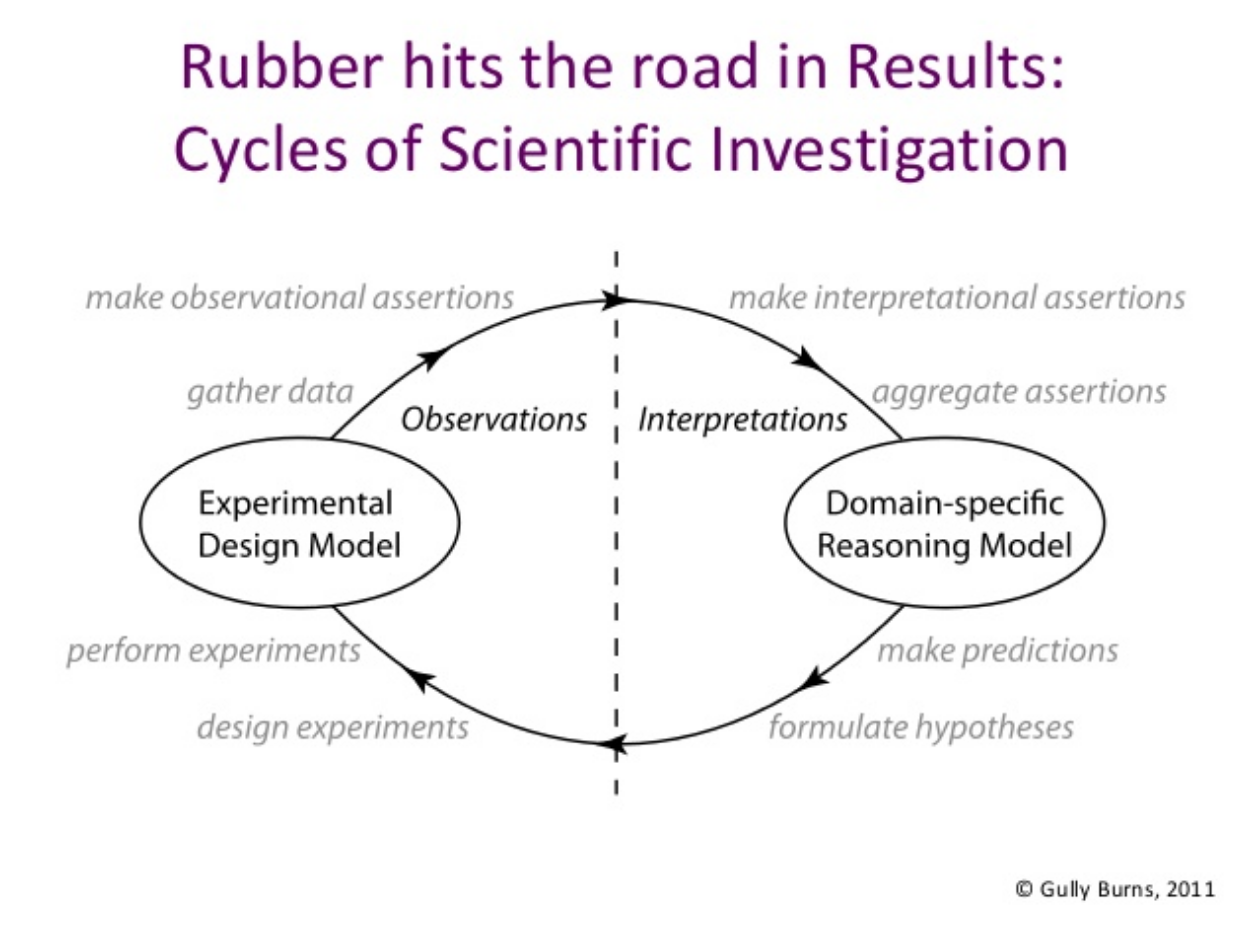 Rubber hits the road in Results:
Cycles of Scientific Investigation
make observational assertions
make interpretational assertions
gather data
aggregate assertions
Observations
Interpretations
Experimental
Design Model
Domain-specific
Reasoning Model
perform experiments
make predictions
design experiments
formulate hypotheses
© Gully Burns, 2011